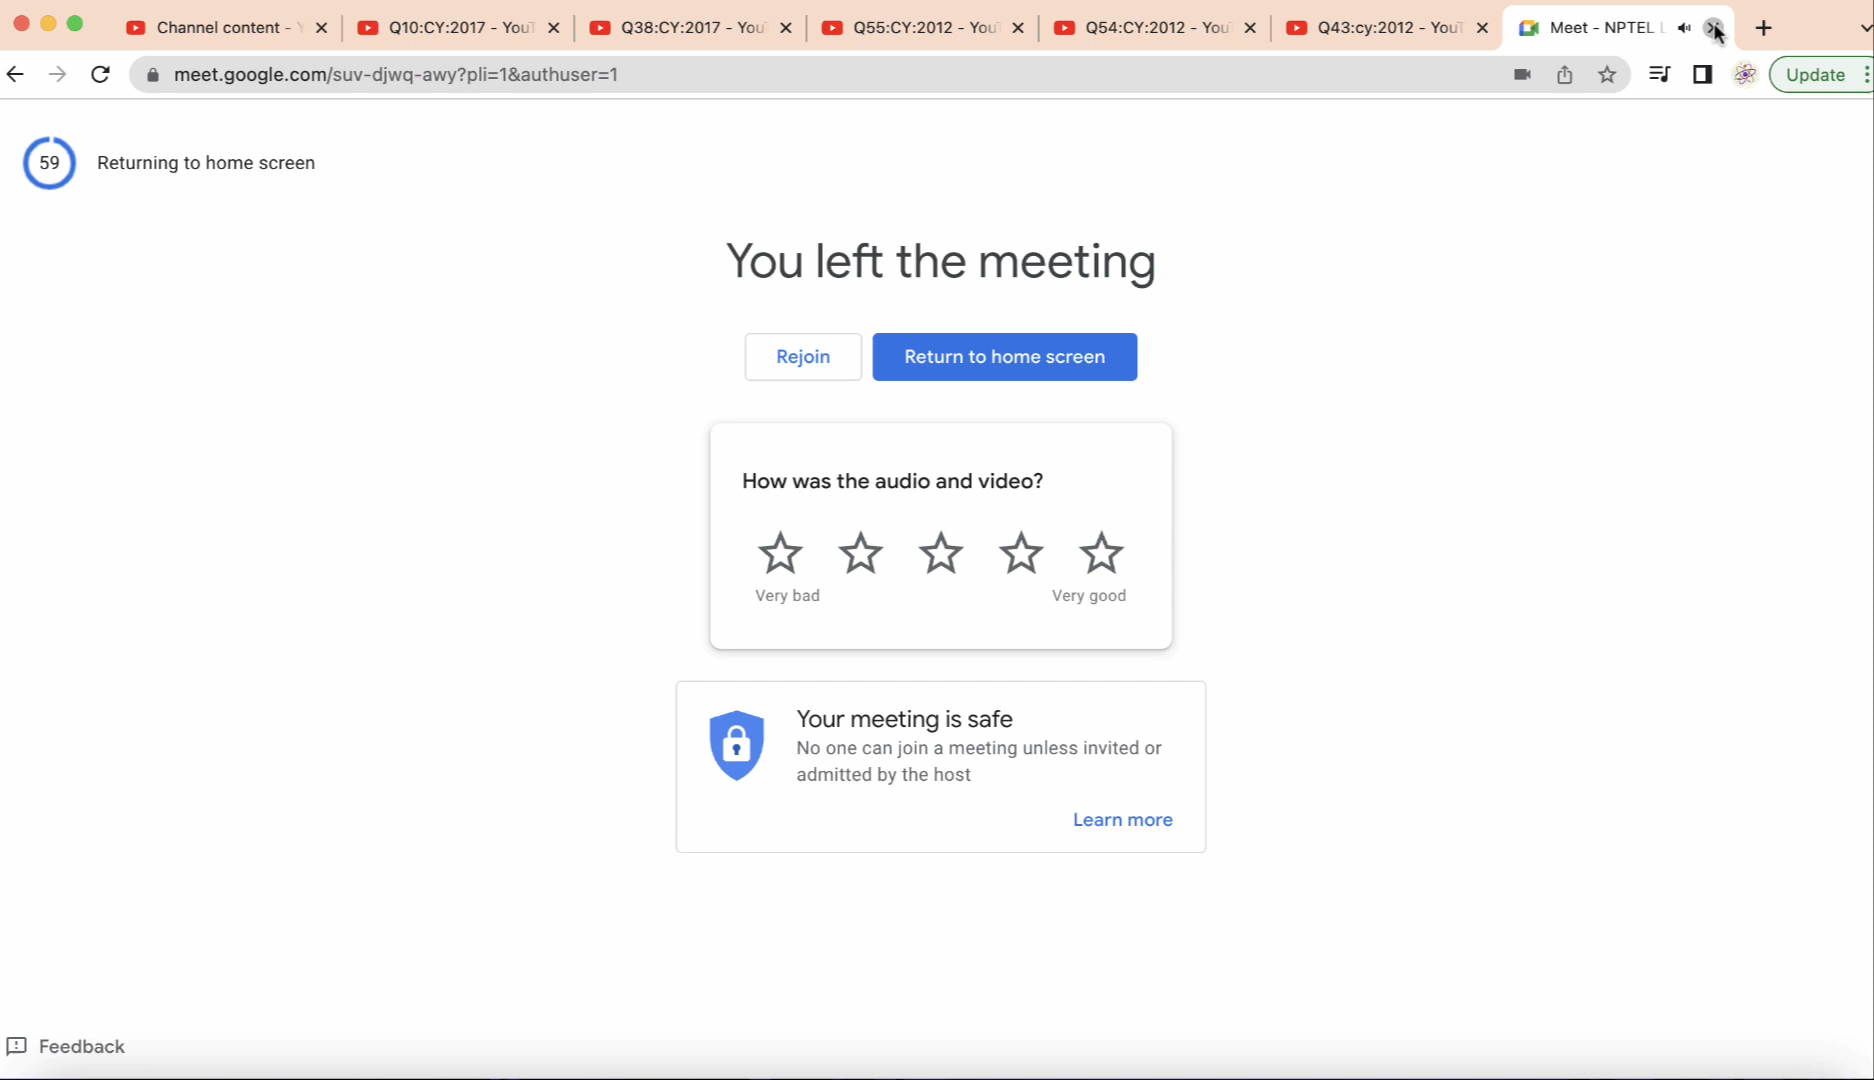 Channel content -
Q10:CY:2017 - YouT
Q38:CY:2017 - You
Q55:CY:2012 - You
Q54:CY:2012 - You
Q43:cy:2012 - YouT
Meet - NPTEL L
meet.google.com/suv-djwq-awy?pli=1&authuser=1
Update
59
Returning to home screen
You left the meeting
Rejoin
Return to home screen
How was the audio and video?
Very bad
Very good
Your meeting is safe
No one can join a meeting unless invited or
admitted by the host
Learn more
Feedback